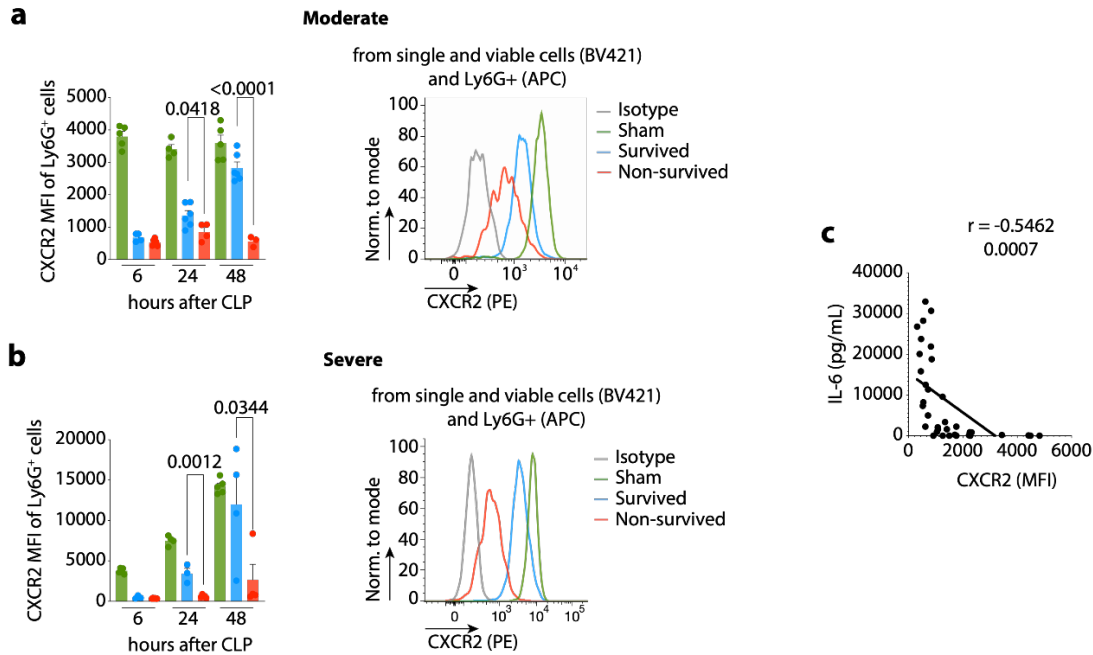 a
Moderate
CXCR2 MFI of Ly6G⁺ cells
5000
4000
3000
2000
1000
0
0.0418
<0.0001
6
24
48
hours after CLP
from single and viable cells (BV421)
and Ly6G+ (APC)
Norm. to mode
100
80
60
40
20
0
0
10³
10⁴
CXCR2 (PE)
Isotype
Sham
Survived
Non-survived
b
Severe
CXCR2 MFI of Ly6G⁺ cells
20000
15000
10000
5000
0
0.0012
0.0344
6
24
48
hours after CLP
from single and viable cells (BV421)
and Ly6G+ (APC)
Norm. to mode
100
80
60
40
20
0
0
10³
10⁴
10⁵
CXCR2 (PE)
Isotype
Sham
Survived
Non-survived
c
r = -0.5462
0.0007
IL-6 (pg/mL)
40000
30000
20000
10000
0
0
2000
4000
6000
CXCR2 (MFI)